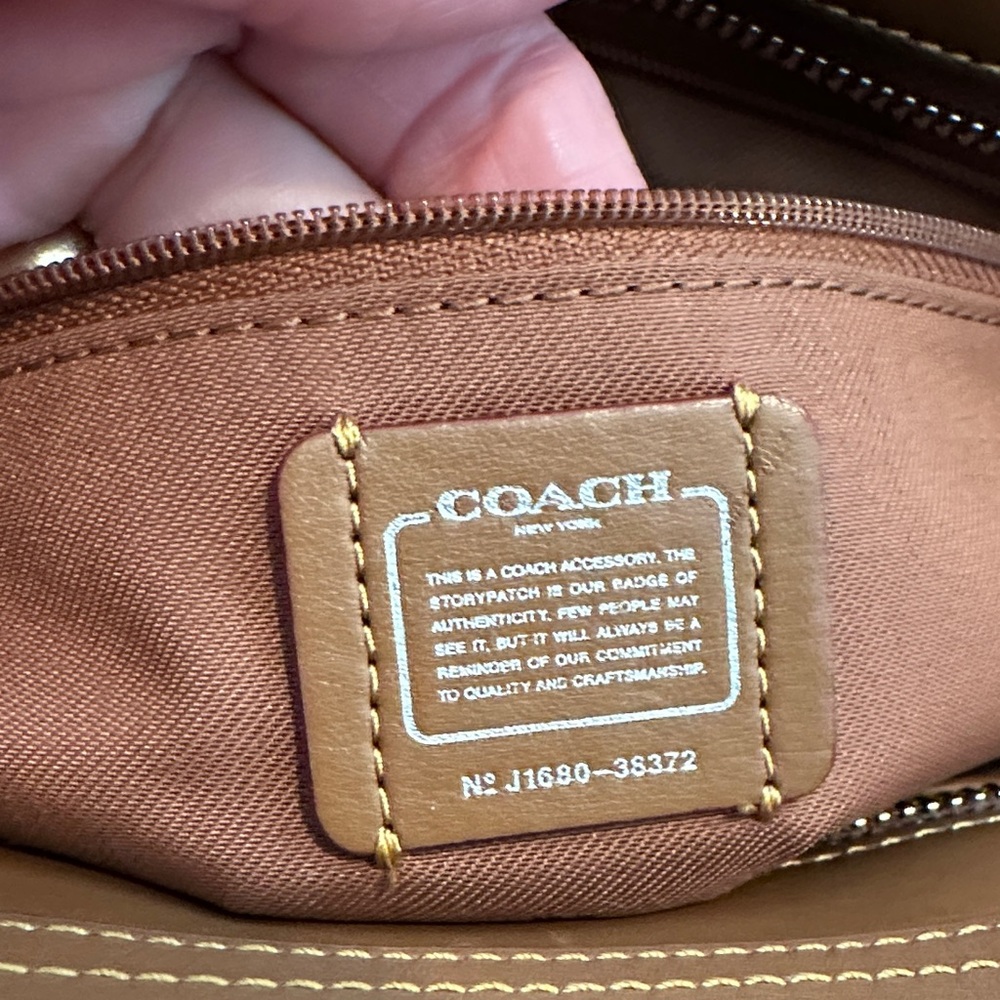 COACH
NEW YORK
THIS IS A COACH ACCESSORY. THE
STORYPATCH IS OUR BADGE OF
AUTHENTICITY. FEW PEOPLE MAY
SEE IT, BUT IT WILL ALWAYS BE A
REMINDER OF OUR COMMITMENT
TO QUALITY AND CRAFTSMANSHIP.
Nº J1680-38372